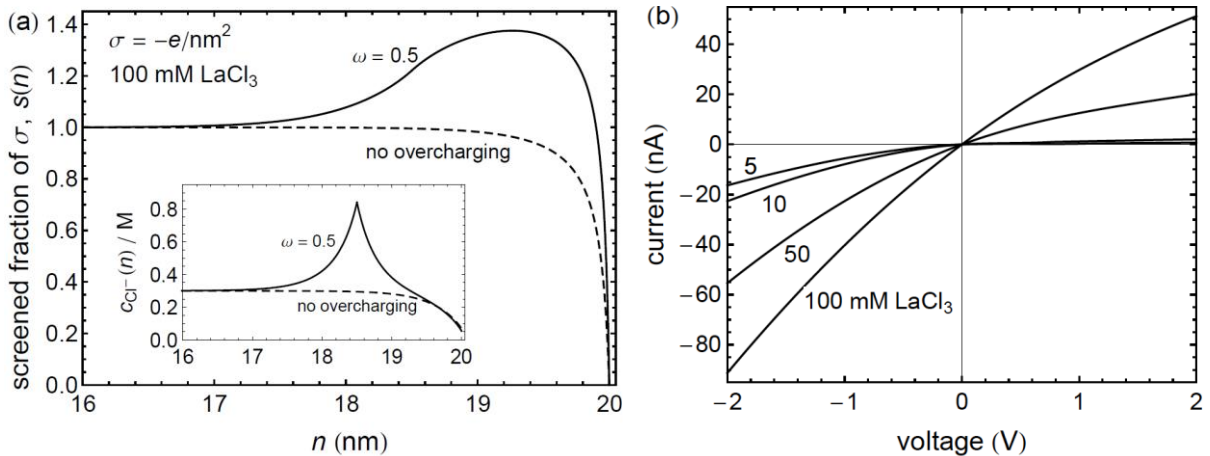 (a)
σ = −e/nm²
100 mM LaCl₃
ω = 0.5
no overcharging
screened fraction of σ, s(n)
1.4
1.2
1.0
0.8
0.6
0.4
0.2
0.0
16 17 18 19 20
n (nm)
c_Cl⁻(n) / M
0.8
0.6
0.4
0.2
0.0
ω = 0.5
no overcharging
16 17 18 19 20
(b)
current (nA)
40
20
0
−20
−40
−60
−80
5
10
50
100 mM LaCl₃
−2 −1 0 1 2
voltage (V)